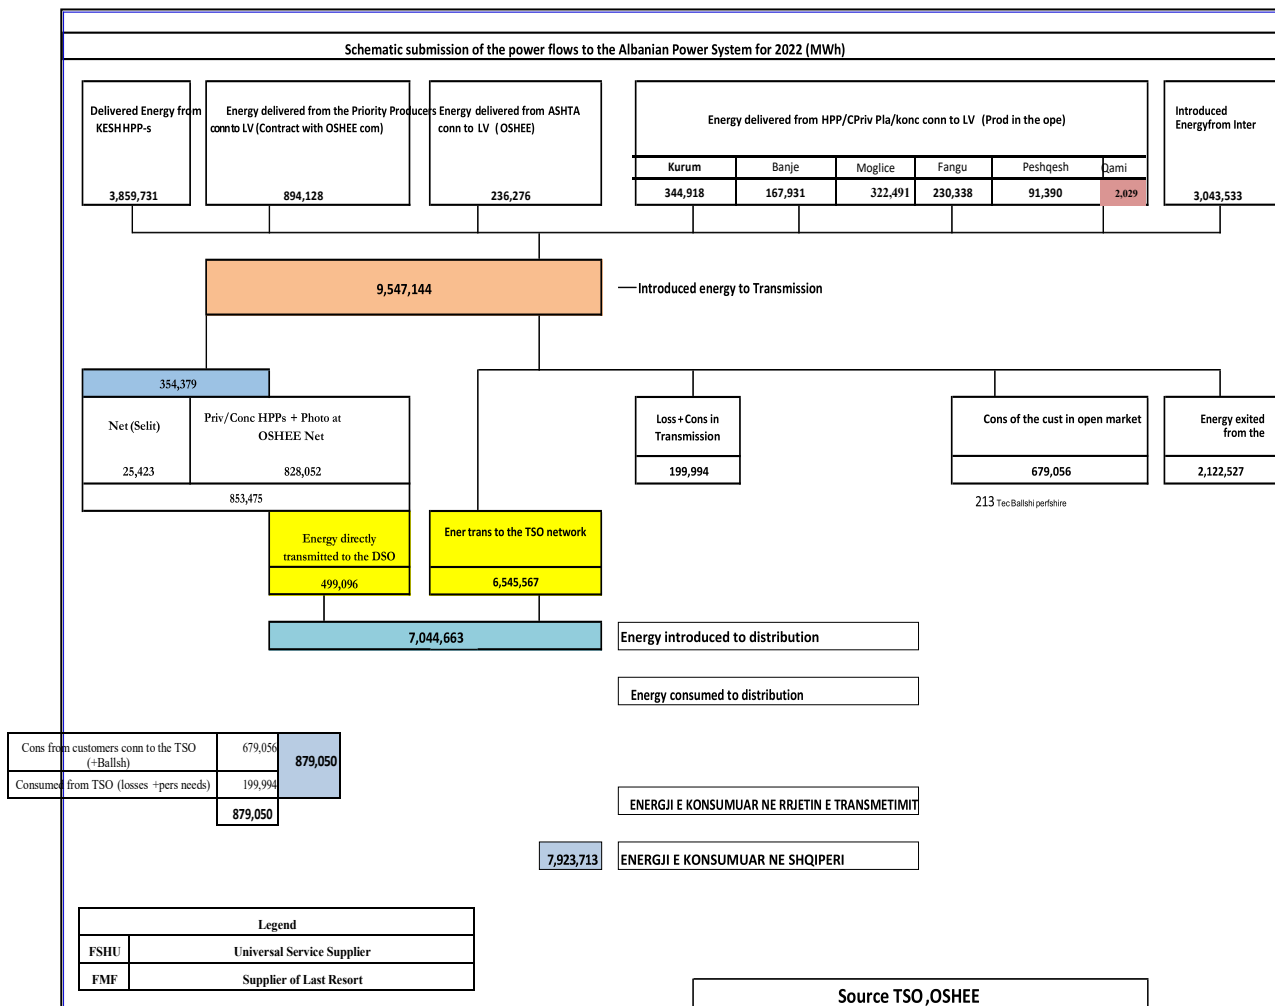 Schematic submission of the power flows to the Albanian Power System for 2022 (MWh)
Delivered Energy from
KESH HPP-s
3,859,731
Energy delivered from the Priority Producers
conn to LV (Contract with OSHEE com)
894,128
Energy delivered from ASHTA
conn to LV ( OSHEE)
236,276
Energy delivered from HPP/CPriv Pla/konc conn to LV (Prod in the ope)
Kurum Banje Moglice Fangu Peshqesh Qami
344,918 167,931 322,491 230,338 91,390 2,029
Introduced
Energyfrom Inter
3,043,533
9,547,144
Introduced energy to Transmission
354,379
Net (Selit)
25,423
Priv/Conc HPPs + Photo at
OSHEE Net
828,052
853,475
Loss+Cons in
Transmission
199,994
Cons of the cust in open market
679,056
213 Tec Ballshi perfshire
Energy exited
from the
2,122,527
Energy directly
transmitted to the DSO
499,096
Ener trans to the TSO network
6,545,567
7,044,663
Energy introduced to distribution
Energy consumed to distribution
Cons from customers conn to the TSO
(+Ballsh)
679,056
879,050
Consumed from TSO (losses +pers needs) 199,994
879,050
ENERGJI E KONSUMUAR NE RRJETIN E TRANSMETIMIT
7,923,713
ENERGJI E KONSUMUAR NE SHQIPERI
Legend
FSHU Universal Service Supplier
FMF Supplier of Last Resort
Source TSO ,OSHEE